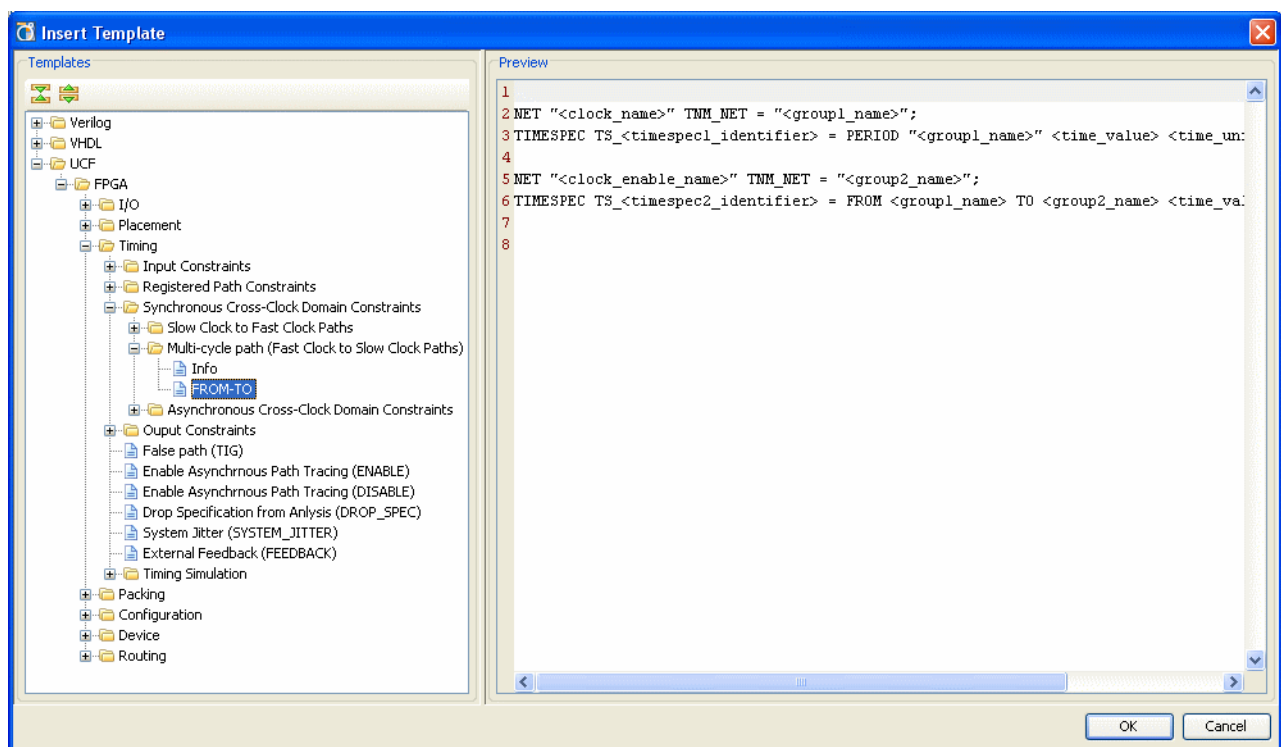 Insert Template
Templates
Verilog
VHDL
UCF
FPGA
I/O
Placement
Timing
Input Constraints
Registered Path Constraints
Synchronous Cross-Clock Domain Constraints
Slow Clock to Fast Clock Paths
Multi-cycle path (Fast Clock to Slow Clock Paths)
Info
FROM-TO
Asynchronous Cross-Clock Domain Constraints
Ouput Constraints
False path (TIG)
Enable Asynchrnous Path Tracing (ENABLE)
Enable Asynchrnous Path Tracing (DISABLE)
Drop Specification from Anlysis (DROP_SPEC)
System Jitter (SYSTEM_JITTER)
External Feedback (FEEDBACK)
Timing Simulation
Packing
Configuration
Device
Routing
Preview
1
2 NET "<clock_name>" TNM_NET = "<group1_name>";
3 TIMESPEC TS_<timespec1_identifier> = PERIOD "<group1_name>" <time_value> <time_uni
4
5 NET "<clock_enable_name>" TNM_NET = "<group2_name>";
6 TIMESPEC TS_<timespec2_identifier> = FROM <group1_name> TO <group2_name> <time_val
7
8
OK Cancel